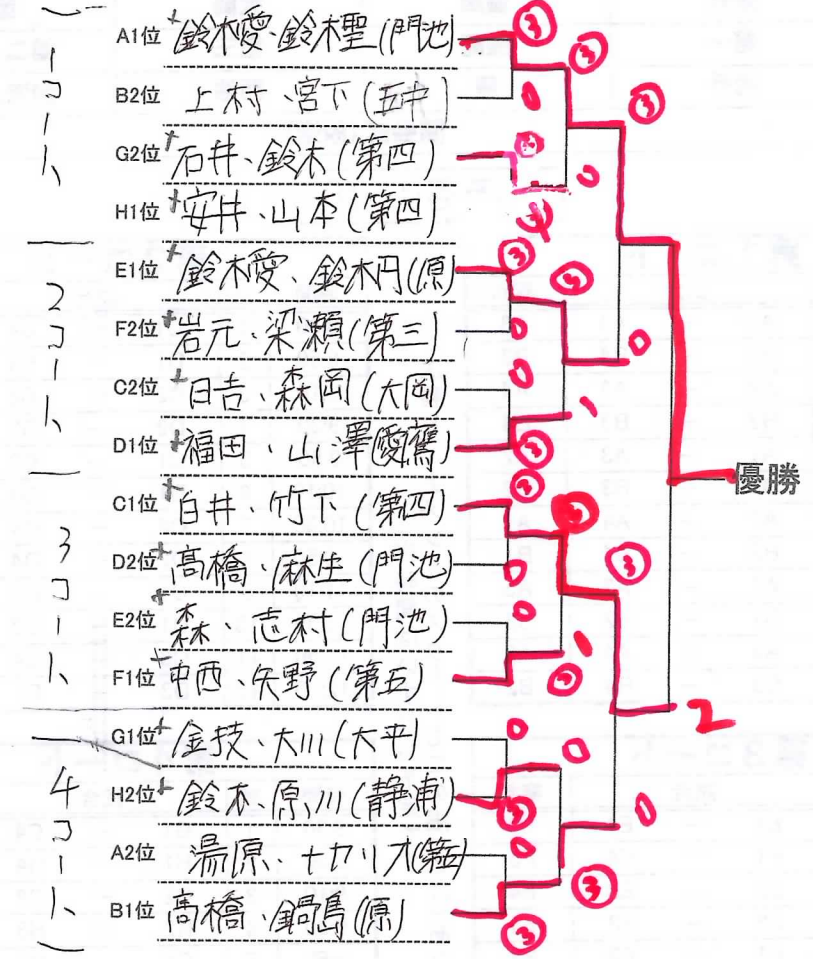 1コート
A1位 鈴木愛、鈴木聖(門池)
B2位 上村、宮下(五中)
G2位 石井、鈴木(第四)
H1位 安井、山本(第四)
2コート
E1位 鈴木愛、鈴木円(原)
F2位 岩元、梁瀬(第三)
C2位 日吉、森岡(大岡)
D1位 福田、山澤(愛鷹)
3コート
C1位 白井、竹下(第四)
D2位 髙橋、麻生(門池)
E2位 森、志村(門池)
F1位 中西、矢野(第五)
4コート
G1位 金技、大川(大平)
H2位 鈴木、原川(静浦)
A2位 湯原、ナカリオ(第五)
B1位 髙橋、鍋島(原)
③
③
③
0
0
③
0
0
1
③
0
③
0
0
1
2
0
0
0
1
③
③
優勝